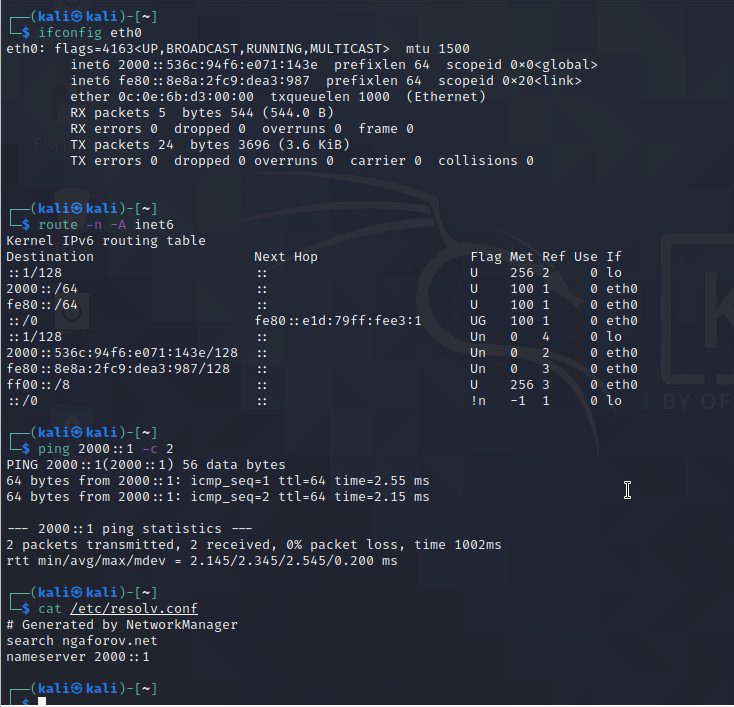 ┌──(kali㉿kali)-[~]
└─$ ifconfig eth0
eth0: flags=4163<UP,BROADCAST,RUNNING,MULTICAST>  mtu 1500
        inet6 2000::536c:94f6:e071:143e  prefixlen 64  scopeid 0x0<global>
        inet6 fe80::8e8a:2fc9:dea3:987  prefixlen 64  scopeid 0x20<link>
        ether 0c:0e:6b:d3:00:00  txqueuelen 1000  (Ethernet)
        RX packets 5  bytes 544 (544.0 B)
        RX errors 0  dropped 0  overruns 0  frame 0
        TX packets 24  bytes 3696 (3.6 KiB)
        TX errors 0  dropped 0 overruns 0  carrier 0  collisions 0
┌──(kali㉿kali)-[~]
└─$ route -n -A inet6
Kernel IPv6 routing table
Destination                    Next Hop                   Flag Met Ref Use If
::1/128                        ::                         U    256 2     0 lo
2000::/64                      ::                         U    100 1     0 eth0
fe80::/64                      ::                         U    100 1     0 eth0
::/0                           fe80::e1d:79ff:fee3:1      UG   100 1     0 eth0
::1/128                        ::                         Un   0   4     0 lo
2000::536c:94f6:e071:143e/128  ::                         Un   0   2     0 eth0
fe80::8e8a:2fc9:dea3:987/128   ::                         Un   0   3     0 eth0
ff00::/8                       ::                         U    256 3     0 eth0
::/0                           ::                         !n   -1  1     0 lo
┌──(kali㉿kali)-[~]
└─$ ping 2000::1 -c 2
PING 2000::1(2000::1) 56 data bytes
64 bytes from 2000::1: icmp_seq=1 ttl=64 time=2.55 ms
64 bytes from 2000::1: icmp_seq=2 ttl=64 time=2.15 ms
--- 2000::1 ping statistics ---
2 packets transmitted, 2 received, 0% packet loss, time 1002ms
rtt min/avg/max/mdev = 2.145/2.345/2.545/0.200 ms
┌──(kali㉿kali)-[~]
└─$ cat /etc/resolv.conf
# Generated by NetworkManager
search ngaforov.net
nameserver 2000::1
┌──(kali㉿kali)-[~]
└─$
BY OF